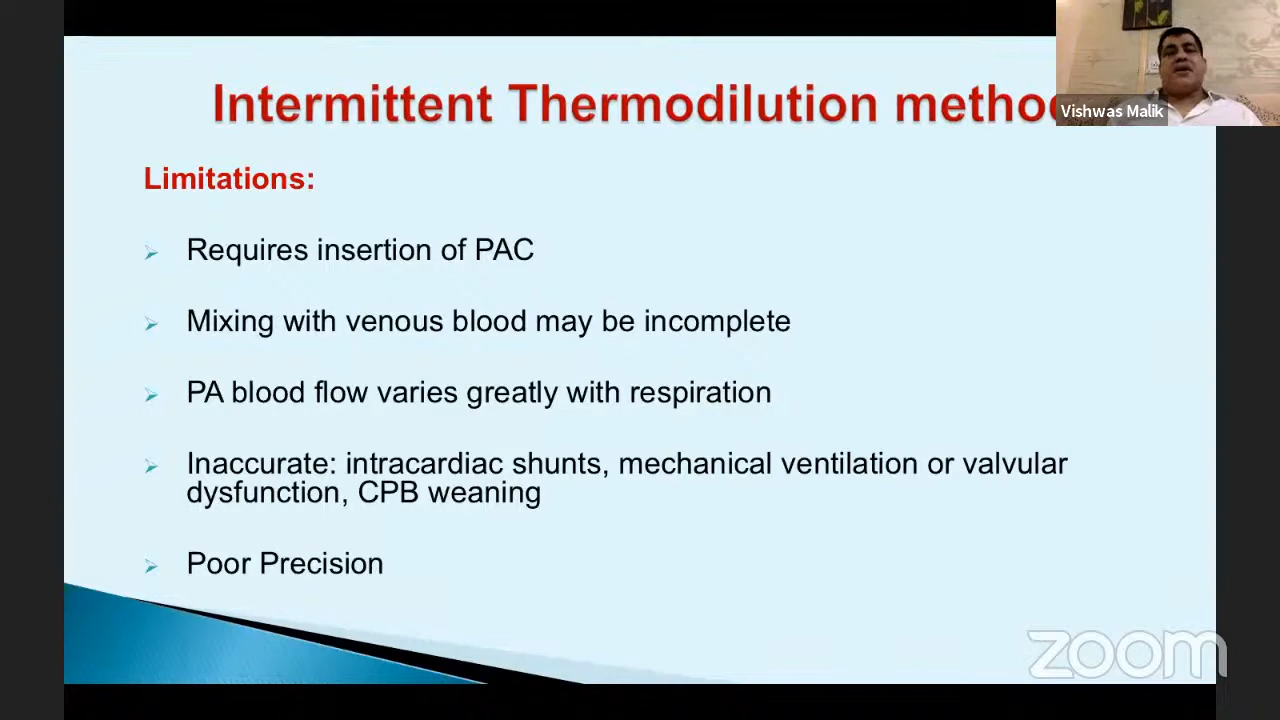 Intermittent Thermodilution metho
Vishwas Malik
Limitations:
Requires insertion of PAC
Mixing with venous blood may be incomplete
PA blood flow varies greatly with respiration
Inaccurate: intracardiac shunts, mechanical ventilation or valvular
dysfunction, CPB weaning
Poor Precision
zoom